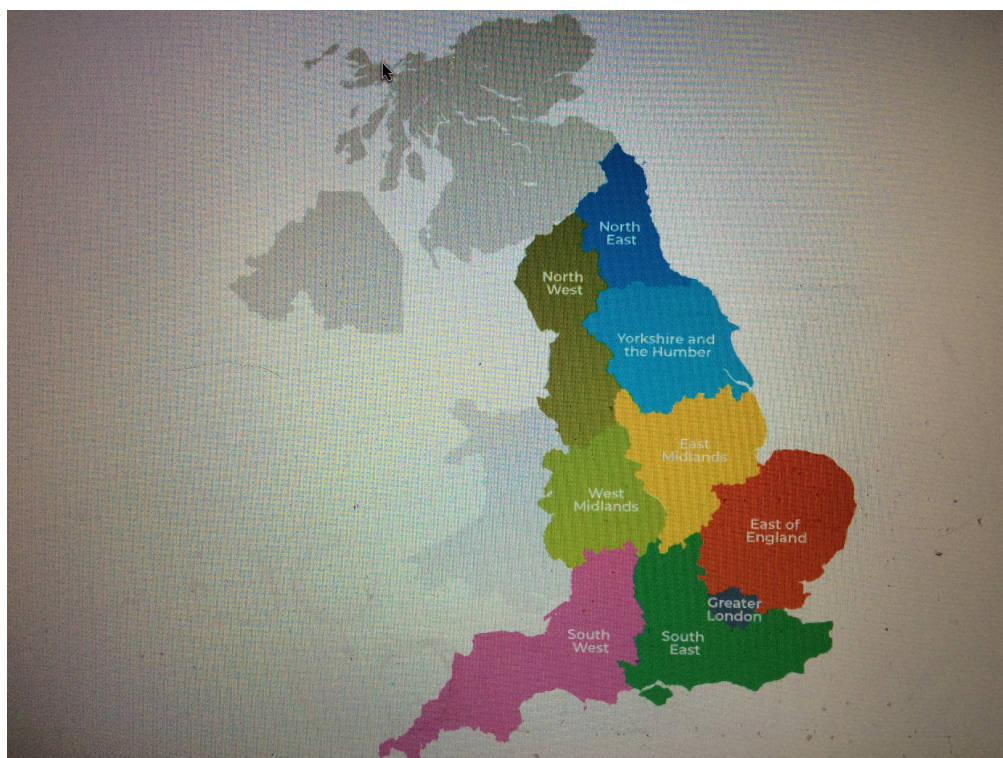 North
East
North
West
Yorkshire and
the Humber
East
Midlands
West
Midlands
East of
England
Greater
London
South
West
South
East